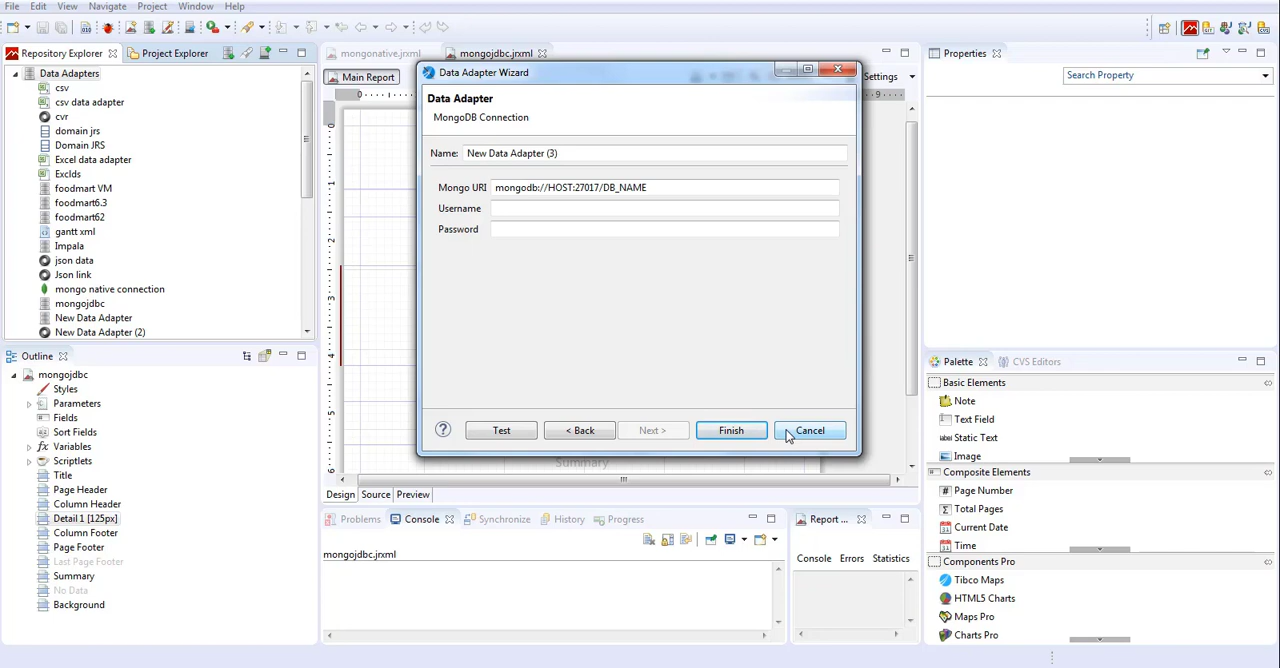 File Edit View Navigate Project Window Help
Repository Explorer Project Explorer
Data Adapters
csv
csv data adapter
cvr
domain jrs
Domain JRS
Excel data adapter
Exclds
foodmart VM
foodmart6.3
foodmart62
gantt xml
Impala
json data
Json link
mongo native connection
mongojdbc
New Data Adapter
New Data Adapter (2)
Outline
mongojdbc
Styles
Parameters
Fields
Sort Fields
Variables
Scriptlets
Title
Page Header
Column Header
Detail 1 [125px]
Column Footer
Page Footer
Last Page Footer
Summary
No Data
Background
mongonative.jrxml mongojdbc.jrxml
Main Report
Settings
Data Adapter Wizard
Data Adapter
MongoDB Connection
Name: New Data Adapter (3)
Mongo URI mongodb://HOST:27017/DB_NAME
Username
Password
Test < Back Next > Finish Cancel
Summary
Design Source Preview
Problems Console Synchronize History Progress
mongojdbc.jrxml
Report ...
Console Errors Statistics
Properties
Search Property
Palette CVS Editors
Basic Elements
Note
Text Field
label Static Text
Image
Composite Elements
Page Number
Total Pages
Current Date
Time
Components Pro
Tibco Maps
HTML5 Charts
Maps Pro
Charts Pro